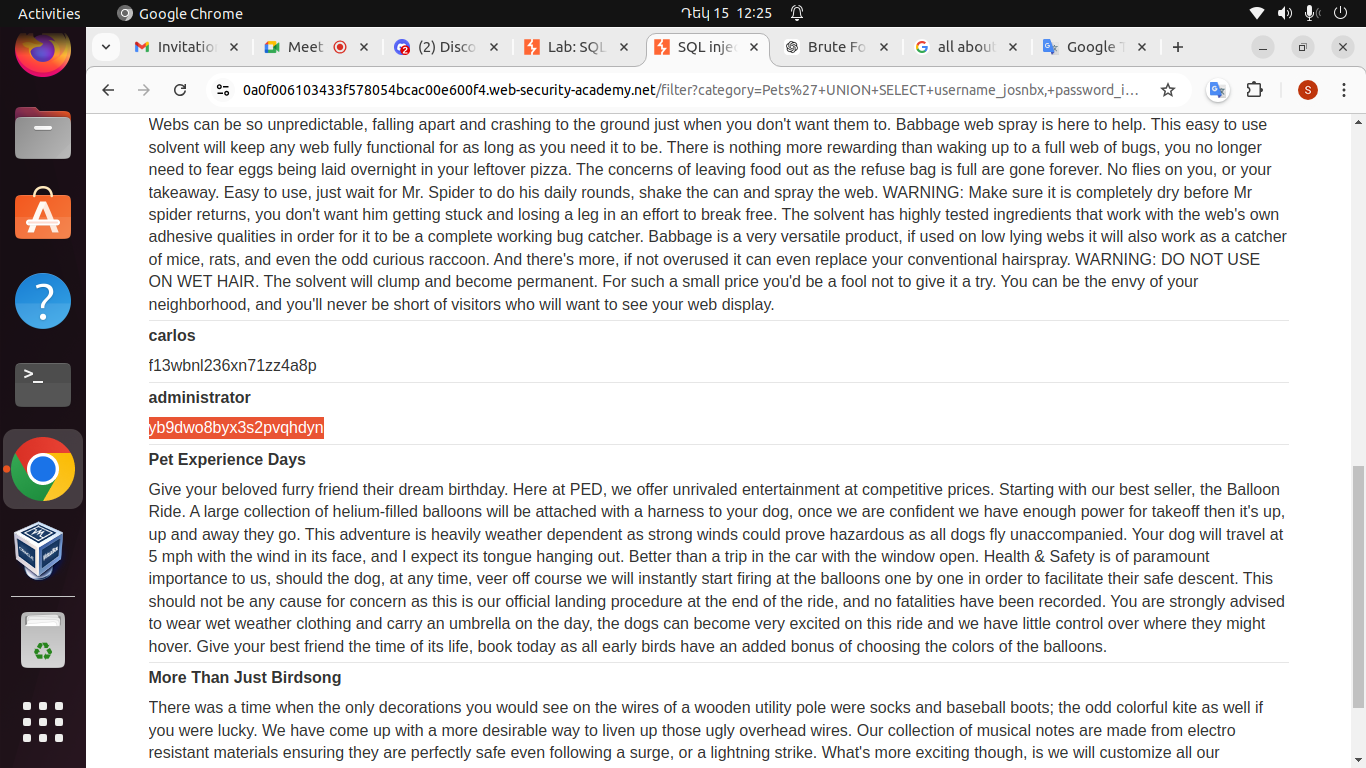 Activities
Google Chrome
Դեկ 15 12:25
Invitatio
Meet
(2) Disco
Lab: SQL
SQL injec
Brute Fo
all about
Google T
0a0f006103433f578054bcac00e600f4.web-security-academy.net/filter?category=Pets%27+UNION+SELECT+username_josnbx,+password_i...
S
Webs can be so unpredictable, falling apart and crashing to the ground just when you don't want them to. Babbage web spray is here to help. This easy to use
solvent will keep any web fully functional for as long as you need it to be. There is nothing more rewarding than waking up to a full web of bugs, you no longer
need to fear eggs being laid overnight in your leftover pizza. The concerns of leaving food out as the refuse bag is full are gone forever. No flies on you, or your
takeaway. Easy to use, just wait for Mr. Spider to do his daily rounds, shake the can and spray the web. WARNING: Make sure it is completely dry before Mr
spider returns, you don't want him getting stuck and losing a leg in an effort to break free. The solvent has highly tested ingredients that work with the web's own
adhesive qualities in order for it to be a complete working bug catcher. Babbage is a very versatile product, if used on low lying webs it will also work as a catcher
of mice, rats, and even the odd curious raccoon. And there's more, if not overused it can even replace your conventional hairspray. WARNING: DO NOT USE
ON WET HAIR. The solvent will clump and become permanent. For such a small price you'd be a fool not to give it a try. You can be the envy of your
neighborhood, and you'll never be short of visitors who will want to see your web display.
carlos
f13wbnl236xn71zz4a8p
administrator
yb9dwo8byx3s2pvqhdyn
Pet Experience Days
Give your beloved furry friend their dream birthday. Here at PED, we offer unrivaled entertainment at competitive prices. Starting with our best seller, the Balloon
Ride. A large collection of helium-filled balloons will be attached with a harness to your dog, once we are confident we have enough power for takeoff then it's up,
up and away they go. This adventure is heavily weather dependent as strong winds could prove hazardous as all dogs fly unaccompanied. Your dog will travel at
5 mph with the wind in its face, and I expect its tongue hanging out. Better than a trip in the car with the window open. Health & Safety is of paramount
importance to us, should the dog, at any time, veer off course we will instantly start firing at the balloons one by one in order to facilitate their safe descent. This
should not be any cause for concern as this is our official landing procedure at the end of the ride, and no fatalities have been recorded. You are strongly advised
to wear wet weather clothing and carry an umbrella on the day, the dogs can become very excited on this ride and we have little control over where they might
hover. Give your best friend the time of its life, book today as all early birds have an added bonus of choosing the colors of the balloons.
More Than Just Birdsong
There was a time when the only decorations you would see on the wires of a wooden utility pole were socks and baseball boots; the odd colorful kite as well if
you were lucky. We have come up with a more desirable way to liven up those ugly overhead wires. Our collection of musical notes are made from electro
resistant materials ensuring they are perfectly safe even following a surge, or a lightning strike. What's more exciting though, is we will customize all our